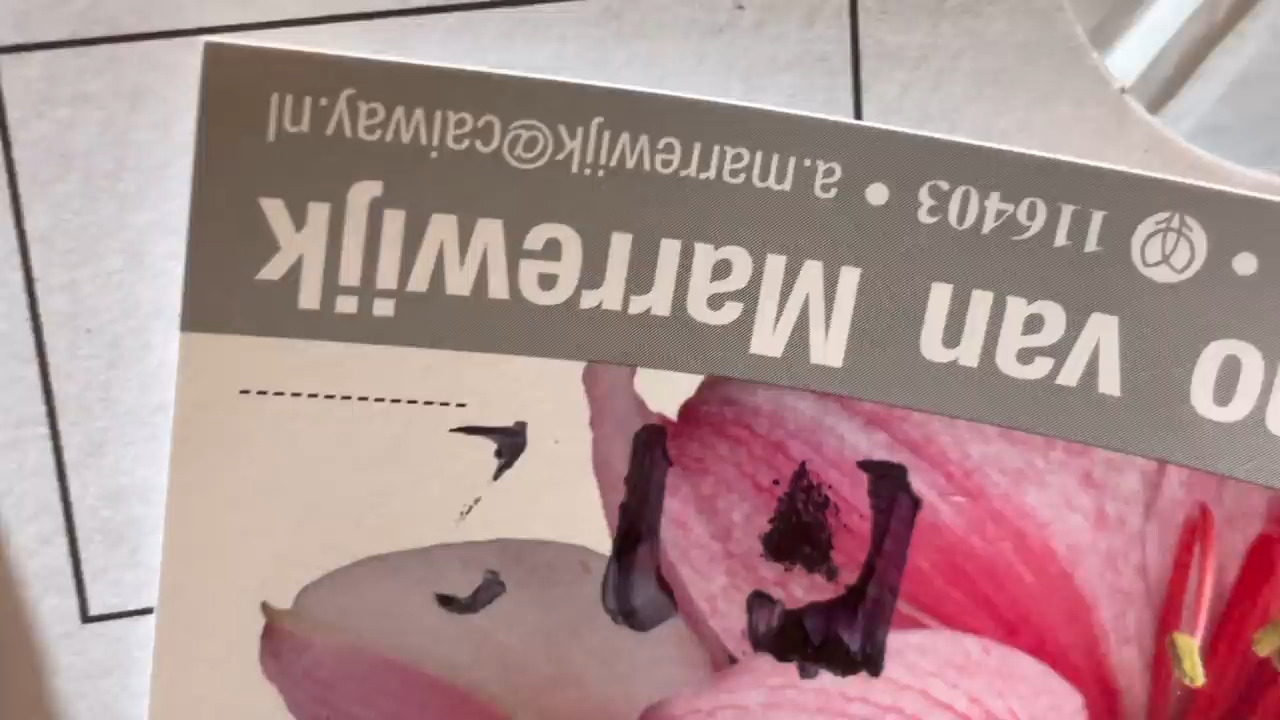 o van Marrewijk
• 116403 • a.marrewijk@caiway.nl